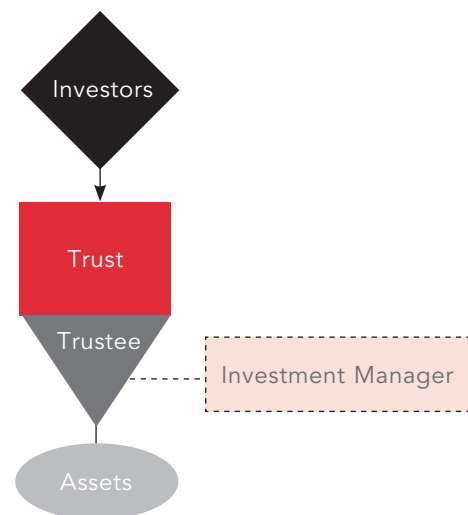 Investors
Trust
Trustee
Investment Manager
Assets